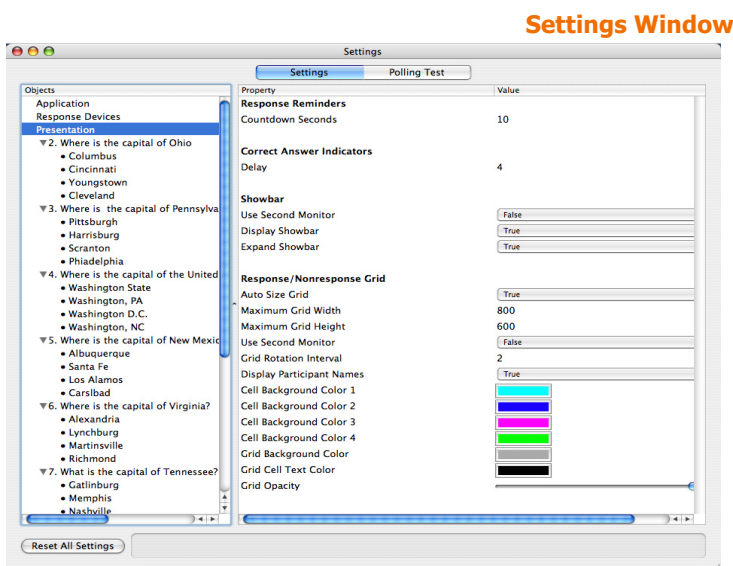 Settings Window
Settings
Settings Polling Test
Objects
Application
Response Devices
Presentation
▼2. Where is the capital of Ohio
• Columbus
• Cincinnati
• Youngstown
• Cleveland
▼3. Where is  the capital of Pennsylva
• Pittsburgh
• Harrisburg
• Scranton
• Phiadelphia
▼4. Where is the capital of the United
• Washington State
• Washington, PA
• Washington D.C.
• Washington, NC
▼5. Where is the capital of New Mexic
• Albuquerque
• Santa Fe
• Los Alamos
• Carslbad
▼6. Where is the capital of Virginia?
• Alexandria
• Lynchburg
• Martinsville
• Richmond
▼7. What is the capital of Tennessee?
• Gatlinburg
• Memphis
• Nashville
Property Value
Response Reminders
Countdown Seconds 10
Correct Answer Indicators
Delay 4
Showbar
Use Second Monitor False
Display Showbar True
Expand Showbar True
Response/Nonresponse Grid
Auto Size Grid True
Maximum Grid Width 800
Maximum Grid Height 600
Use Second Monitor False
Grid Rotation Interval 2
Display Participant Names True
Cell Background Color 1
Cell Background Color 2
Cell Background Color 3
Cell Background Color 4
Grid Background Color
Grid Cell Text Color
Grid Opacity
Reset All Settings